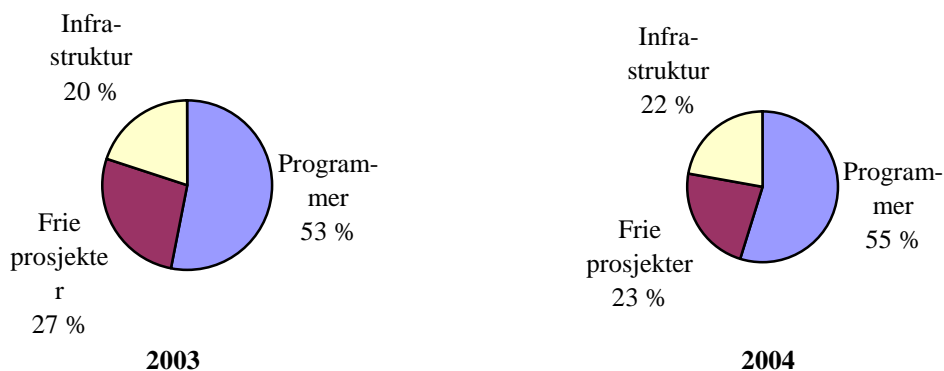 Infra-
struktur
20 %
Program-
mer
53 %
Frie
prosjekte
r
27 %
2003
Infra-
struktur
22 %
Program-
mer
55 %
Frie
prosjekter
23 %
2004